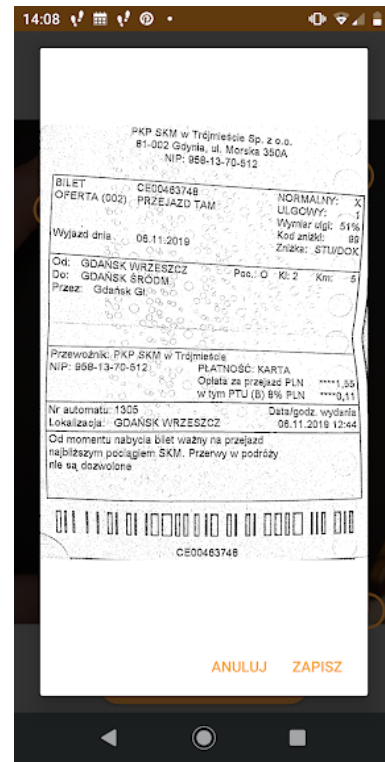 14:08
PKP SKM w Trójmieście Sp. z o.o.
81-002 Gdynia, ul. Morska 350A
NIP: 958-13-70-512
BILET CE00463748 NORMALNY: X
OFERTA (002) PRZEJAZD TAM ULGOWY: 1
Wymiar ulgi: 51%
Wyjazd dnia 06.11.2019 Kod zniżki: 99
Zniżka: STU/DOK
Od: GDAŃSK WRZESZCZ Poc.: O Kl: 2 Km: 5
Do: GDAŃSK ŚRÓDM.
Przez: Gdańsk Gł.
Przewoźnik: PKP SKM w Trójmieście
NIP: 958-13-70-512 PŁATNOŚĆ: KARTA
Opłata za przejazd PLN ****1,55
w tym PTU (B) 8% PLN ****0,11
Nr automatu: 1305 Data/godz. wydania
Lokalizacja: GDAŃSK WRZESZCZ 06.11.2019 12:44
Od momentu nabycia bilet ważny na przejazd
najbliższym pociągiem SKM. Przerwy w podróży
nie są dozwolone
CE00463748
ANULUJ ZAPISZ